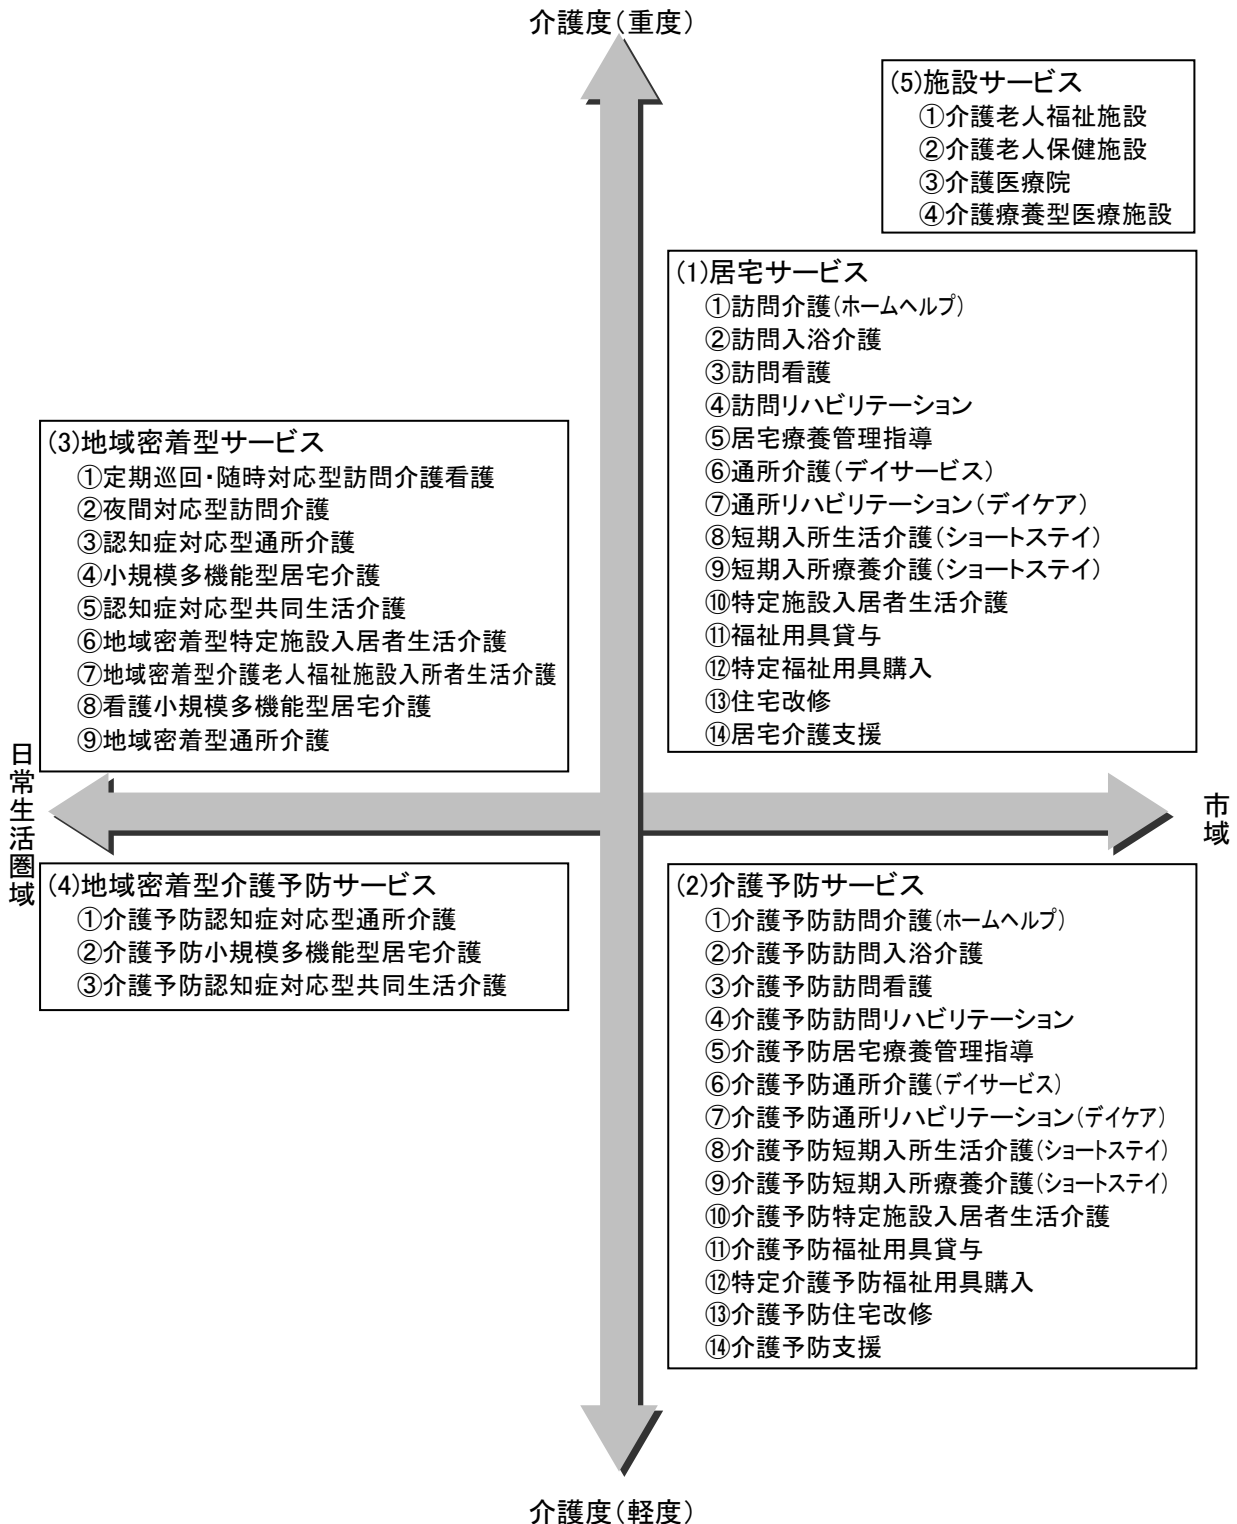 介護度(重度)
(5)施設サービス
①介護老人福祉施設
②介護老人保健施設
③介護医療院
④介護療養型医療施設
(1)居宅サービス
①訪問介護(ホームヘルプ)
②訪問入浴介護
③訪問看護
④訪問リハビリテーション
⑤居宅療養管理指導
⑥通所介護(デイサービス)
⑦通所リハビリテーション(デイケア)
⑧短期入所生活介護(ショートステイ)
⑨短期入所療養介護(ショートステイ)
⑩特定施設入居者生活介護
⑪福祉用具貸与
⑫特定福祉用具購入
⑬住宅改修
⑭居宅介護支援
(3)地域密着型サービス
①定期巡回・随時対応型訪問介護看護
②夜間対応型訪問介護
③認知症対応型通所介護
④小規模多機能型居宅介護
⑤認知症対応型共同生活介護
⑥地域密着型特定施設入居者生活介護
⑦地域密着型介護老人福祉施設入所者生活介護
⑧看護小規模多機能型居宅介護
⑨地域密着型通所介護
日常生活圏域
市域
(4)地域密着型介護予防サービス
①介護予防認知症対応型通所介護
②介護予防小規模多機能型居宅介護
③介護予防認知症対応型共同生活介護
(2)介護予防サービス
①介護予防訪問介護(ホームヘルプ)
②介護予防訪問入浴介護
③介護予防訪問看護
④介護予防訪問リハビリテーション
⑤介護予防居宅療養管理指導
⑥介護予防通所介護(デイサービス)
⑦介護予防通所リハビリテーション(デイケア)
⑧介護予防短期入所生活介護(ショートステイ)
⑨介護予防短期入所療養介護(ショートステイ)
⑩介護予防特定施設入居者生活介護
⑪介護予防福祉用具貸与
⑫特定介護予防福祉用具購入
⑬介護予防住宅改修
⑭介護予防支援
介護度(軽度)